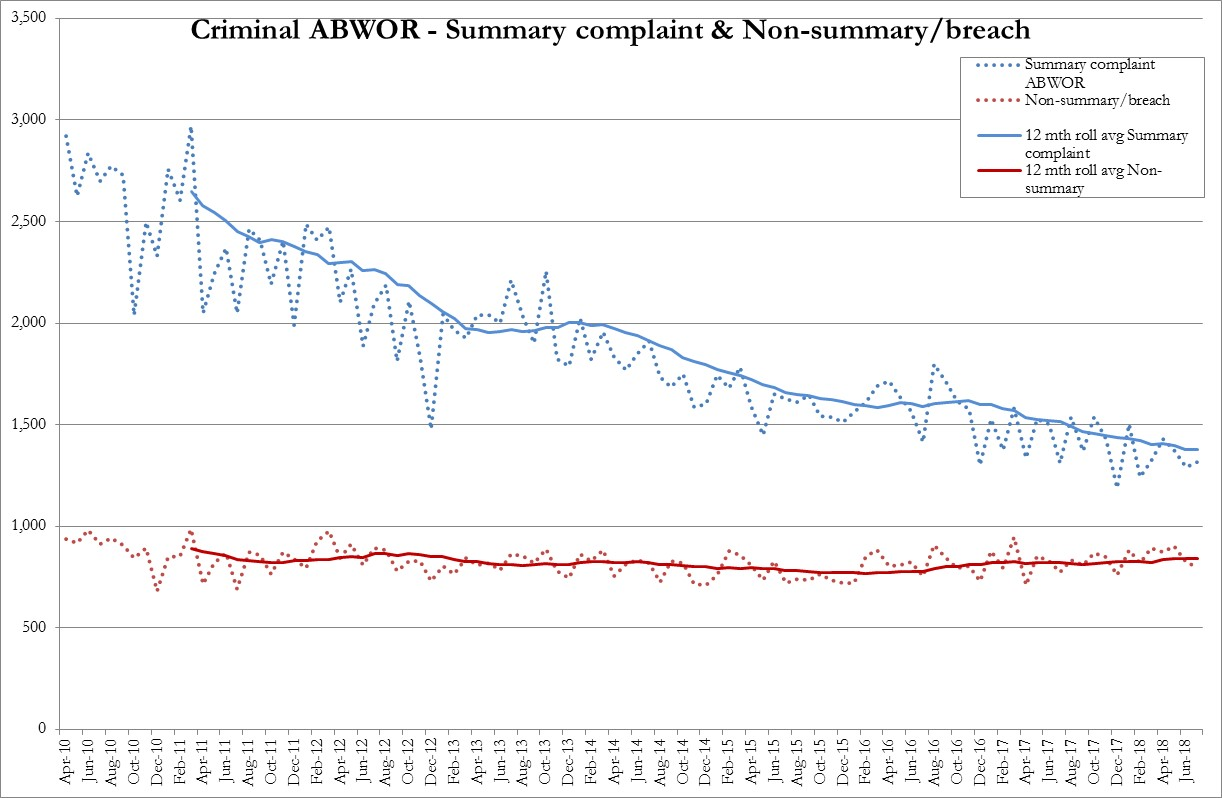 Criminal ABWOR - Summary complaint & Non-summary/breach
3,500
3,000
2,500
2,000
1,500
1,000
500
0
Summary complaint
ABWOR
Non-summary/breach
12 mth roll avg Summary
complaint
12 mth roll avg Non-
summary
Apr-10
Jun-10
Aug-10
Oct-10
Dec-10
Feb-11
Apr-11
Jun-11
Aug-11
Oct-11
Dec-11
Feb-12
Apr-12
Jun-12
Aug-12
Oct-12
Dec-12
Feb-13
Apr-13
Jun-13
Aug-13
Oct-13
Dec-13
Feb-14
Apr-14
Jun-14
Aug-14
Oct-14
Dec-14
Feb-15
Apr-15
Jun-15
Aug-15
Oct-15
Dec-15
Feb-16
Apr-16
Jun-16
Aug-16
Oct-16
Dec-16
Feb-17
Apr-17
Jun-17
Aug-17
Oct-17
Dec-17
Feb-18
Apr-18
Jun-18